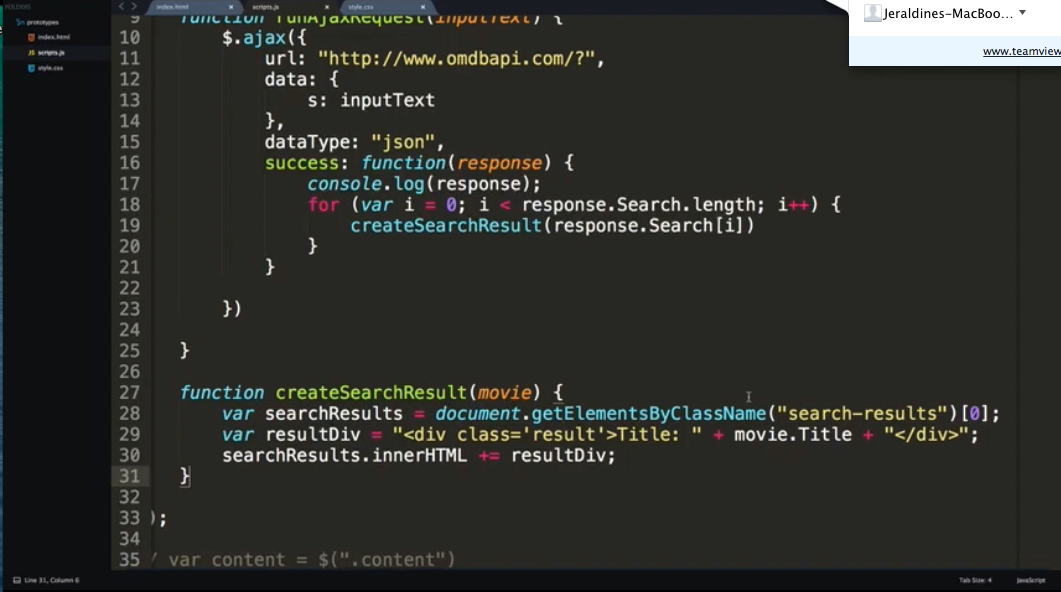 FOLDERS
prototypes
index.html
scripts.js
style.css
index.html
scripts.js
style.css
Jeraldines-MacBoo...
www.teamview
9 function runAjaxRequest(inputText) {
10 $.ajax({
11 url: "http://www.omdbapi.com/?",
12 data: {
13 s: inputText
14 },
15 dataType: "json",
16 success: function(response) {
17 console.log(response);
18 for (var i = 0; i < response.Search.length; i++) {
19 createSearchResult(response.Search[i])
20 }
21 }
22
23 })
24
25 }
26
27 function createSearchResult(movie) {
28 var searchResults = document.getElementsByClassName("search-results")[0];
29 var resultDiv = "<div class='result'>Title: " + movie.Title + "</div>";
30 searchResults.innerHTML += resultDiv;
31 }
32
33 );
34
35 / var content = $(".content")
Line 31, Column 6
Tab Size: 4
JavaScript